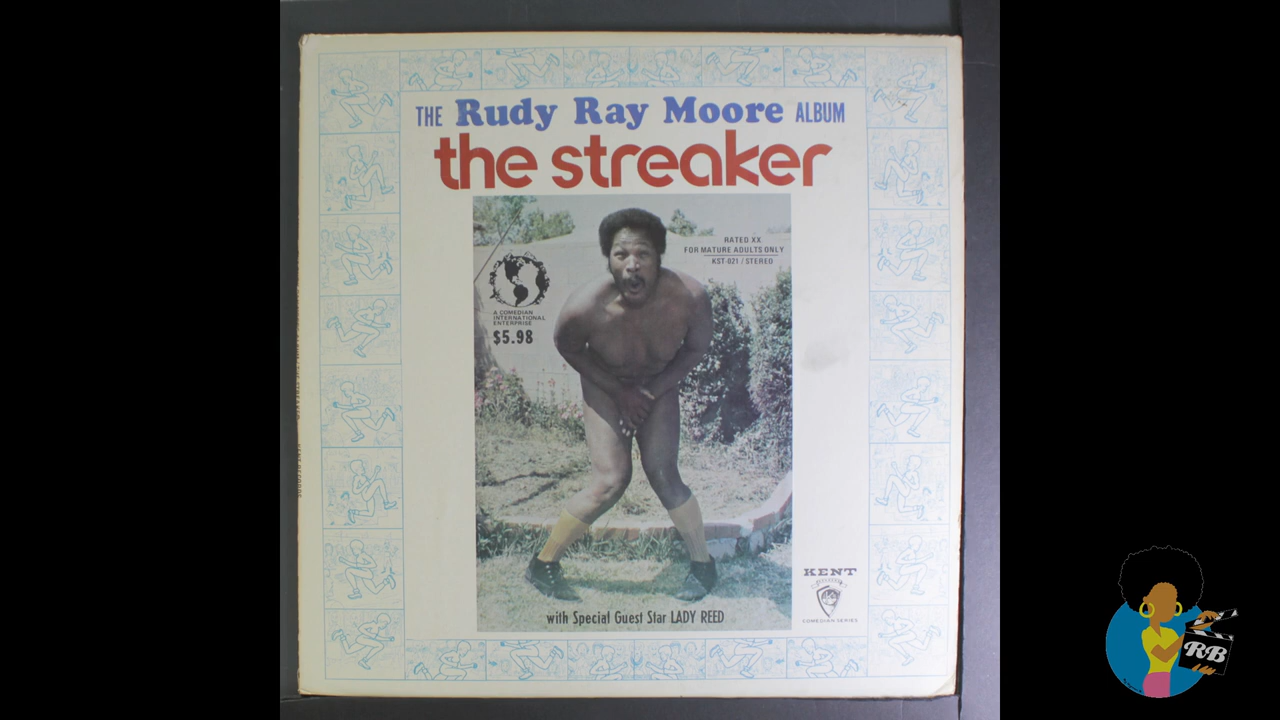 THE Rudy Ray Moore ALBUM
the streaker
RATED XX
FOR MATURE ADULTS ONLY
KST-021 / STEREO
A COMEDIAN
INTERNATIONAL
ENTERPRISE
$5.98
with Special Guest Star LADY REED
KENT
COMEDIAN SERIES
RB